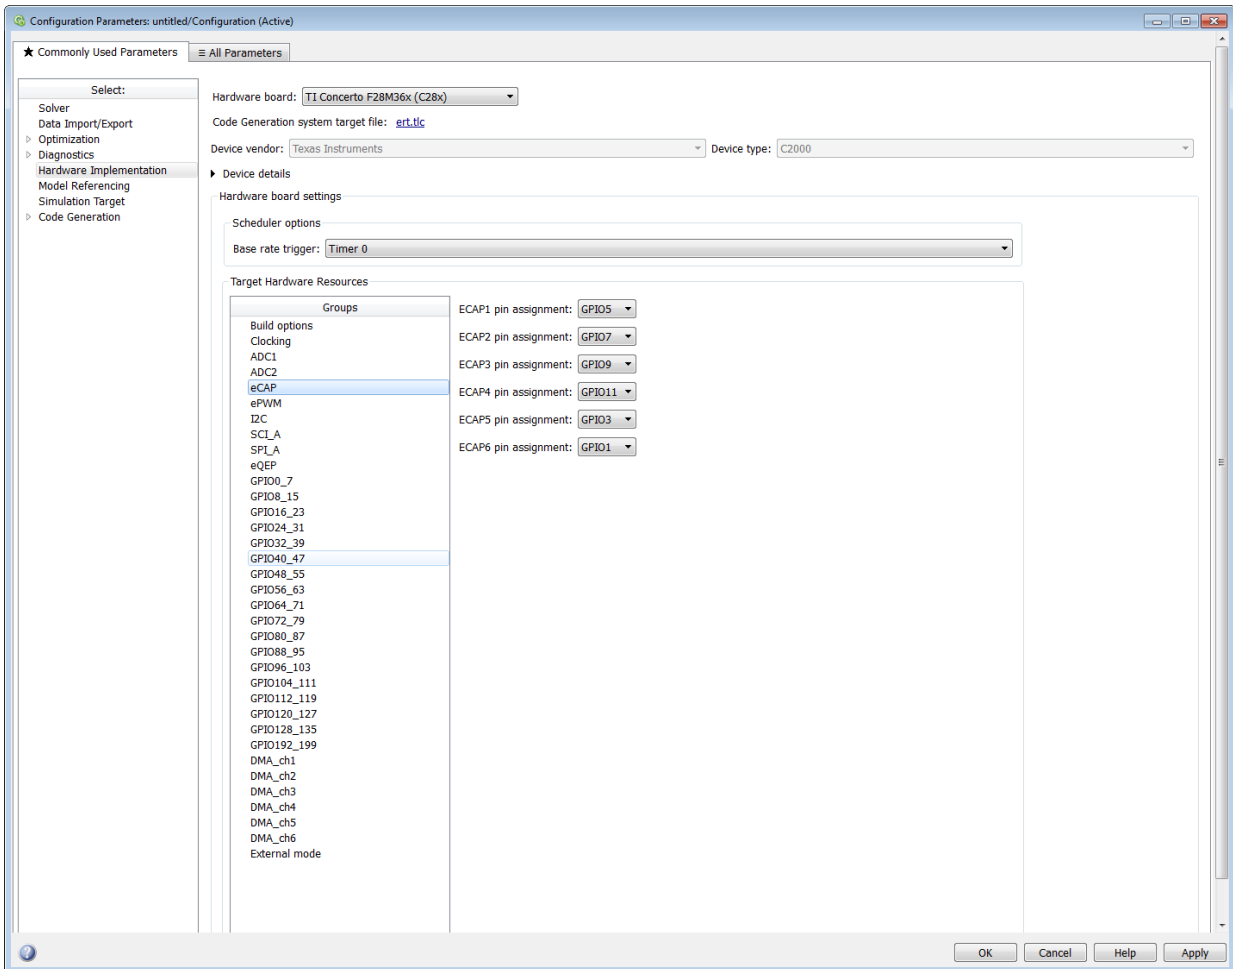 Configuration Parameters: untitled/Configuration (Active)
★ Commonly Used Parameters
≡ All Parameters
Select:
Solver
Data Import/Export
Optimization
Diagnostics
Hardware Implementation
Model Referencing
Simulation Target
Code Generation
Hardware board: TI Concerto F28M36x (C28x)
Code Generation system target file: ert.tlc
Device vendor: Texas Instruments Device type: C2000
Device details
Hardware board settings
Scheduler options
Base rate trigger: Timer 0
Target Hardware Resources
Groups
Build options
Clocking
ADC1
ADC2
eCAP
ePWM
I2C
SCI_A
SPI_A
eQEP
GPIO0_7
GPIO8_15
GPIO16_23
GPIO24_31
GPIO32_39
GPIO40_47
GPIO48_55
GPIO56_63
GPIO64_71
GPIO72_79
GPIO80_87
GPIO88_95
GPIO96_103
GPIO104_111
GPIO112_119
GPIO120_127
GPIO128_135
GPIO192_199
DMA_ch1
DMA_ch2
DMA_ch3
DMA_ch4
DMA_ch5
DMA_ch6
External mode
ECAP1 pin assignment: GPIO5
ECAP2 pin assignment: GPIO7
ECAP3 pin assignment: GPIO9
ECAP4 pin assignment: GPIO11
ECAP5 pin assignment: GPIO3
ECAP6 pin assignment: GPIO1
OK
Cancel
Help
Apply